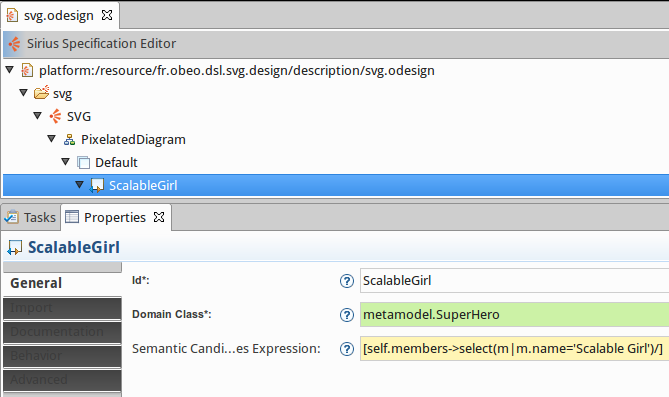 svg.odesign
Sirius Specification Editor
platform:/resource/fr.obeo.dsl.svg.design/description/svg.odesign
svg
SVG
PixelatedDiagram
Default
ScalableGirl
Tasks Properties
ScalableGirl
General
Import
Documentation
Behavior
Advanced
Id*: ? ScalableGirl
Domain Class*: ? metamodel.SuperHero
Semantic Candi...es Expression: ? [self.members->select(m|m.name='Scalable Girl')/]